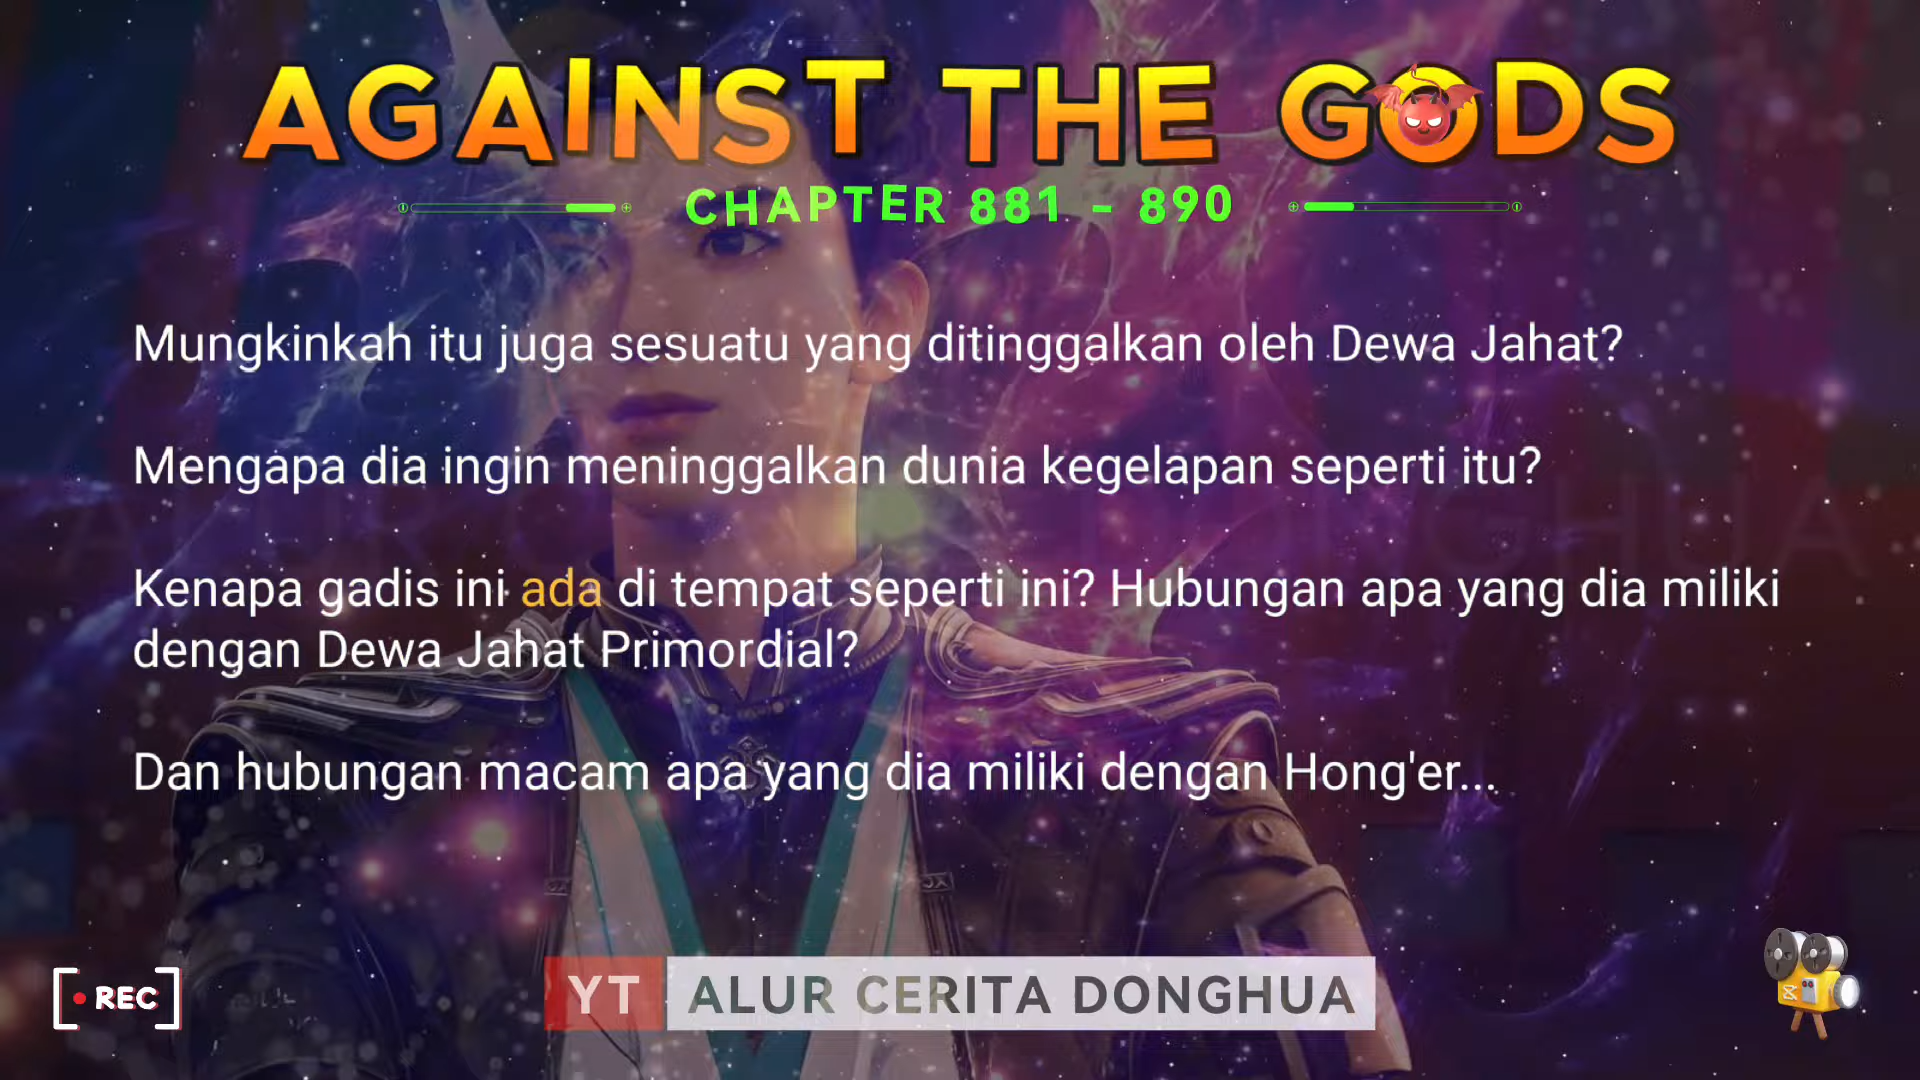 AGAINST THE GODS
CHAPTER 881 - 890
Mungkinkah itu juga sesuatu yang ditinggalkan oleh Dewa Jahat?
Mengapa dia ingin meninggalkan dunia kegelapan seperti itu?
Kenapa gadis ini ada di tempat seperti ini? Hubungan apa yang dia miliki
dengan Dewa Jahat Primordial?
Dan hubungan macam apa yang dia miliki dengan Hong'er...
REC
YT ALUR CERITA DONGHUA